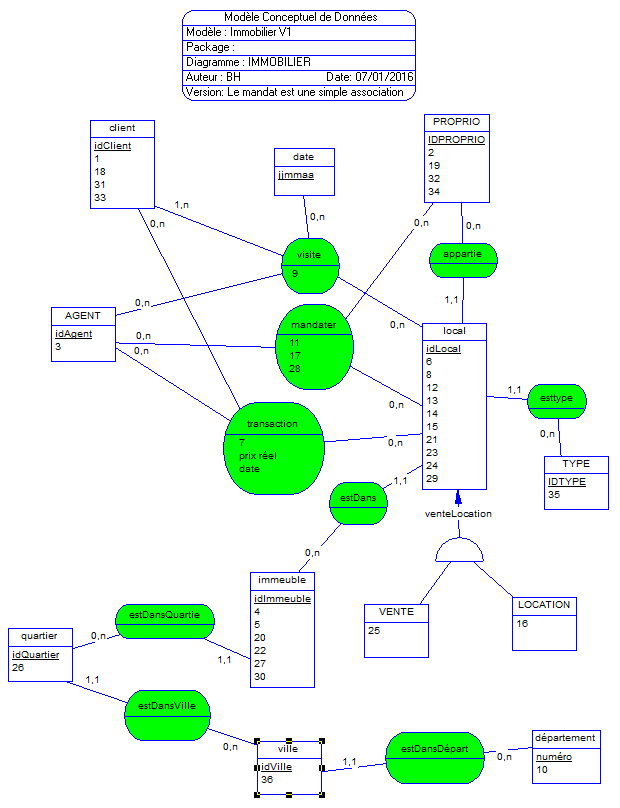 Modèle Conceptuel de Données
Modèle : Immobilier V1
Package :
Diagramme : IMMOBILIER
Auteur : BH Date: 07/01/2016
Version: Le mandat est une simple association
client
idClient
1
18
31
33
date
jjmmaa
PROPRIO
IDPROPRIO
2
19
32
34
1,n
0,n
0,n
0,n
0,n
visite
9
appartie
1,1
AGENT
idAgent
3
0,n
0,n
0,n
mandater
11
17
28
0,n
local
idLocal
6
8
12
13
14
15
21
23
24
29
0,n
1,1
esttype
0,n
TYPE
IDTYPE
35
transaction
7
prix réel
date
0,n
1,1
estDans
0,n
venteLocation
VENTE
25
LOCATION
16
immeuble
idImmeuble
4
5
20
22
27
30
estDansQuartie
0,n
1,1
quartier
idQuartier
26
1,1
estDansVille
0,n
ville
idVille
36
1,1
estDansDépart
0,n
département
numéro
10